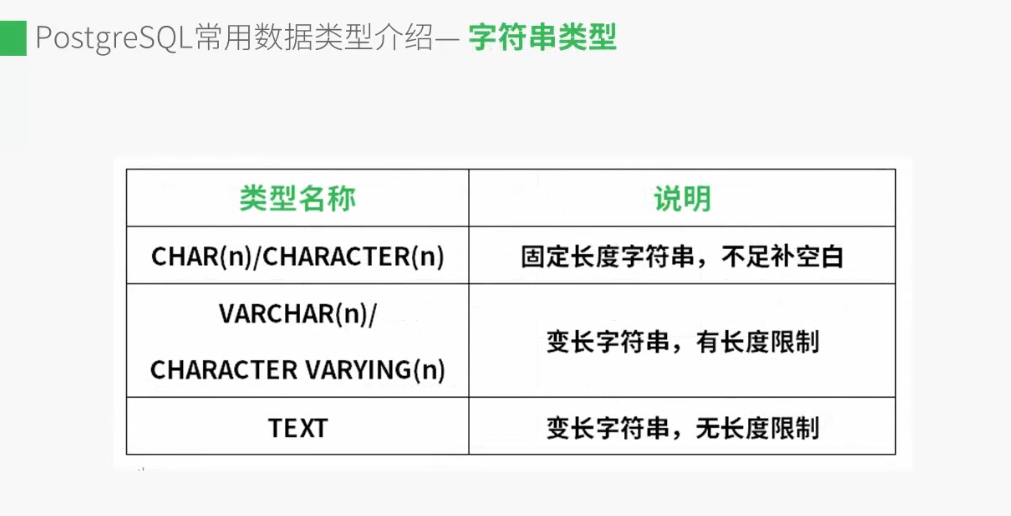 PostgreSQL常用数据类型介绍— 字符串类型
类型名称
说明
CHAR(n)/CHARACTER(n)
固定长度字符串，不足补空白
VARCHAR(n)/
CHARACTER VARYING(n)
变长字符串，有长度限制
TEXT
变长字符串，无长度限制